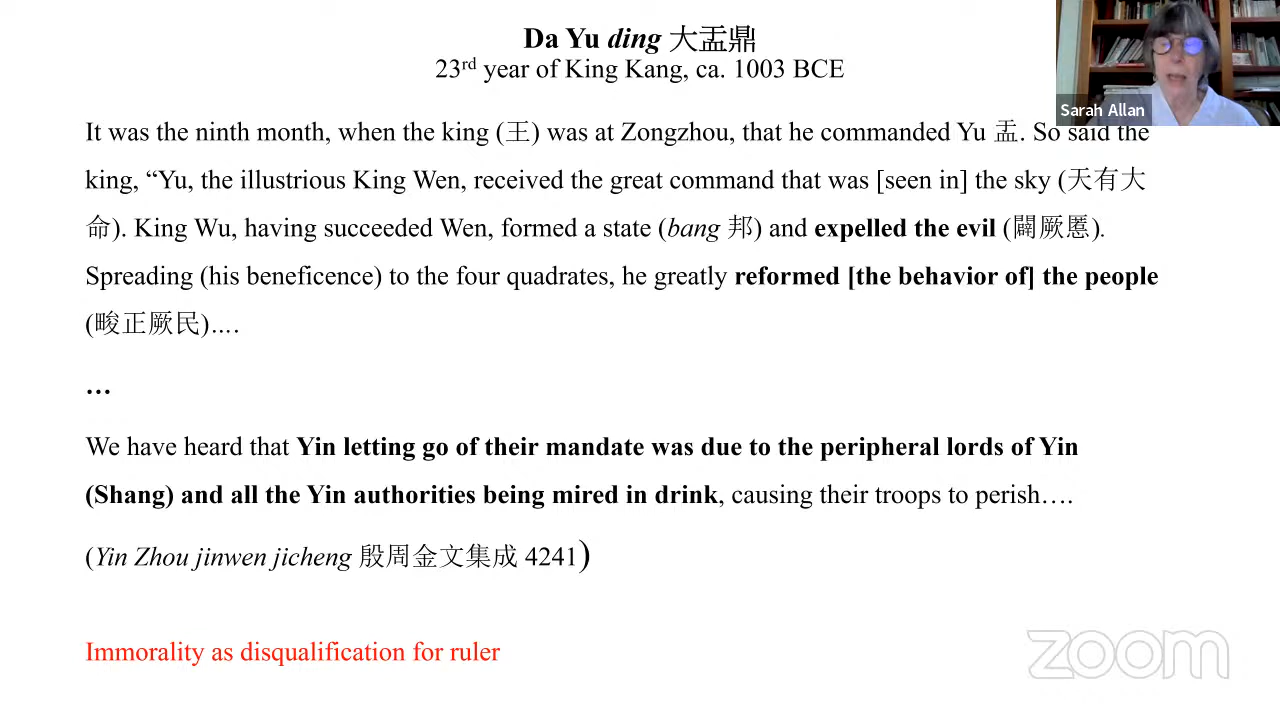 Da Yu ding 大盂鼎
23rd year of King Kang, ca. 1003 BCE
Sarah Allan
It was the ninth month, when the king (王) was at Zongzhou, that he commanded Yu 盂. So said the
king, “Yu, the illustrious King Wen, received the great command that was [seen in] the sky (天有大
命). King Wu, having succeeded Wen, formed a state (bang 邦) and expelled the evil (闢厥慝).
Spreading (his beneficence) to the four quadrates, he greatly reformed [the behavior of] the people
(畯正厥民)….
…
We have heard that Yin letting go of their mandate was due to the peripheral lords of Yin
(Shang) and all the Yin authorities being mired in drink, causing their troops to perish….
(Yin Zhou jinwen jicheng 殷周金文集成 4241)
Immorality as disqualification for ruler
zoom